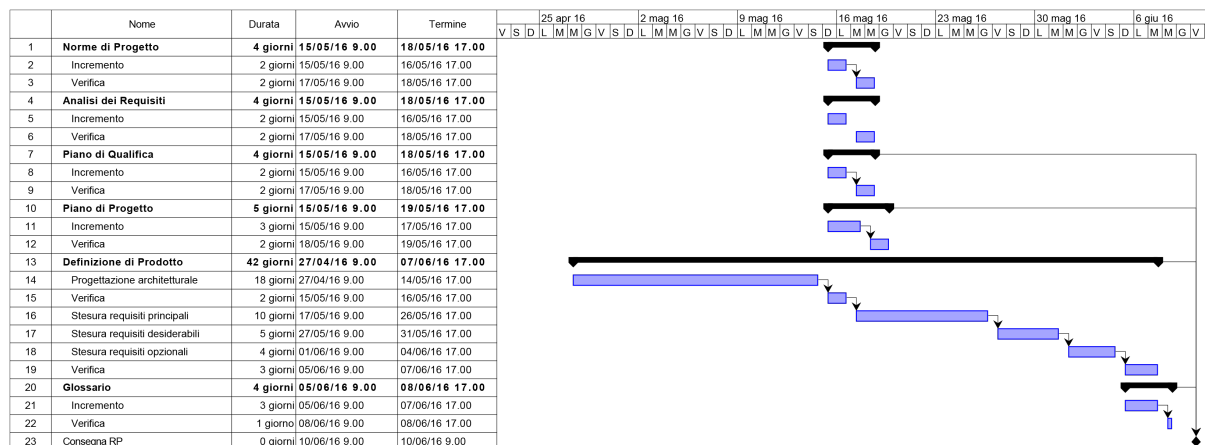 Nome Durata Avvio Termine
25 apr 16 2 mag 16 9 mag 16 16 mag 16 23 mag 16 30 mag 16 6 giu 16
V S D L M M G V S D L M M G V S D L M M G V S D L M M G V S D L M M G V S D L M M G V S D L M M G V
1 Norme di Progetto 4 giorni 15/05/16 9.00 18/05/16 17.00
2 Incremento 2 giorni 15/05/16 9.00 16/05/16 17.00
3 Verifica 2 giorni 17/05/16 9.00 18/05/16 17.00
4 Analisi dei Requisiti 4 giorni 15/05/16 9.00 18/05/16 17.00
5 Incremento 2 giorni 15/05/16 9.00 16/05/16 17.00
6 Verifica 2 giorni 17/05/16 9.00 18/05/16 17.00
7 Piano di Qualifica 4 giorni 15/05/16 9.00 18/05/16 17.00
8 Incremento 2 giorni 15/05/16 9.00 16/05/16 17.00
9 Verifica 2 giorni 17/05/16 9.00 18/05/16 17.00
10 Piano di Progetto 5 giorni 15/05/16 9.00 19/05/16 17.00
11 Incremento 3 giorni 15/05/16 9.00 17/05/16 17.00
12 Verifica 2 giorni 18/05/16 9.00 19/05/16 17.00
13 Definizione di Prodotto 42 giorni 27/04/16 9.00 07/06/16 17.00
14 Progettazione architetturale 18 giorni 27/04/16 9.00 14/05/16 17.00
15 Verifica 2 giorni 15/05/16 9.00 16/05/16 17.00
16 Stesura requisiti principali 10 giorni 17/05/16 9.00 26/05/16 17.00
17 Stesura requisiti desiderabili 5 giorni 27/05/16 9.00 31/05/16 17.00
18 Stesura requisiti opzionali 4 giorni 01/06/16 9.00 04/06/16 17.00
19 Verifica 3 giorni 05/06/16 9.00 07/06/16 17.00
20 Glossario 4 giorni 05/06/16 9.00 08/06/16 17.00
21 Incremento 3 giorni 05/06/16 9.00 07/06/16 17.00
22 Verifica 1 giorno 08/06/16 9.00 08/06/16 17.00
23 Consegna RP 0 giorni 10/06/16 9.00 10/06/16 9.00